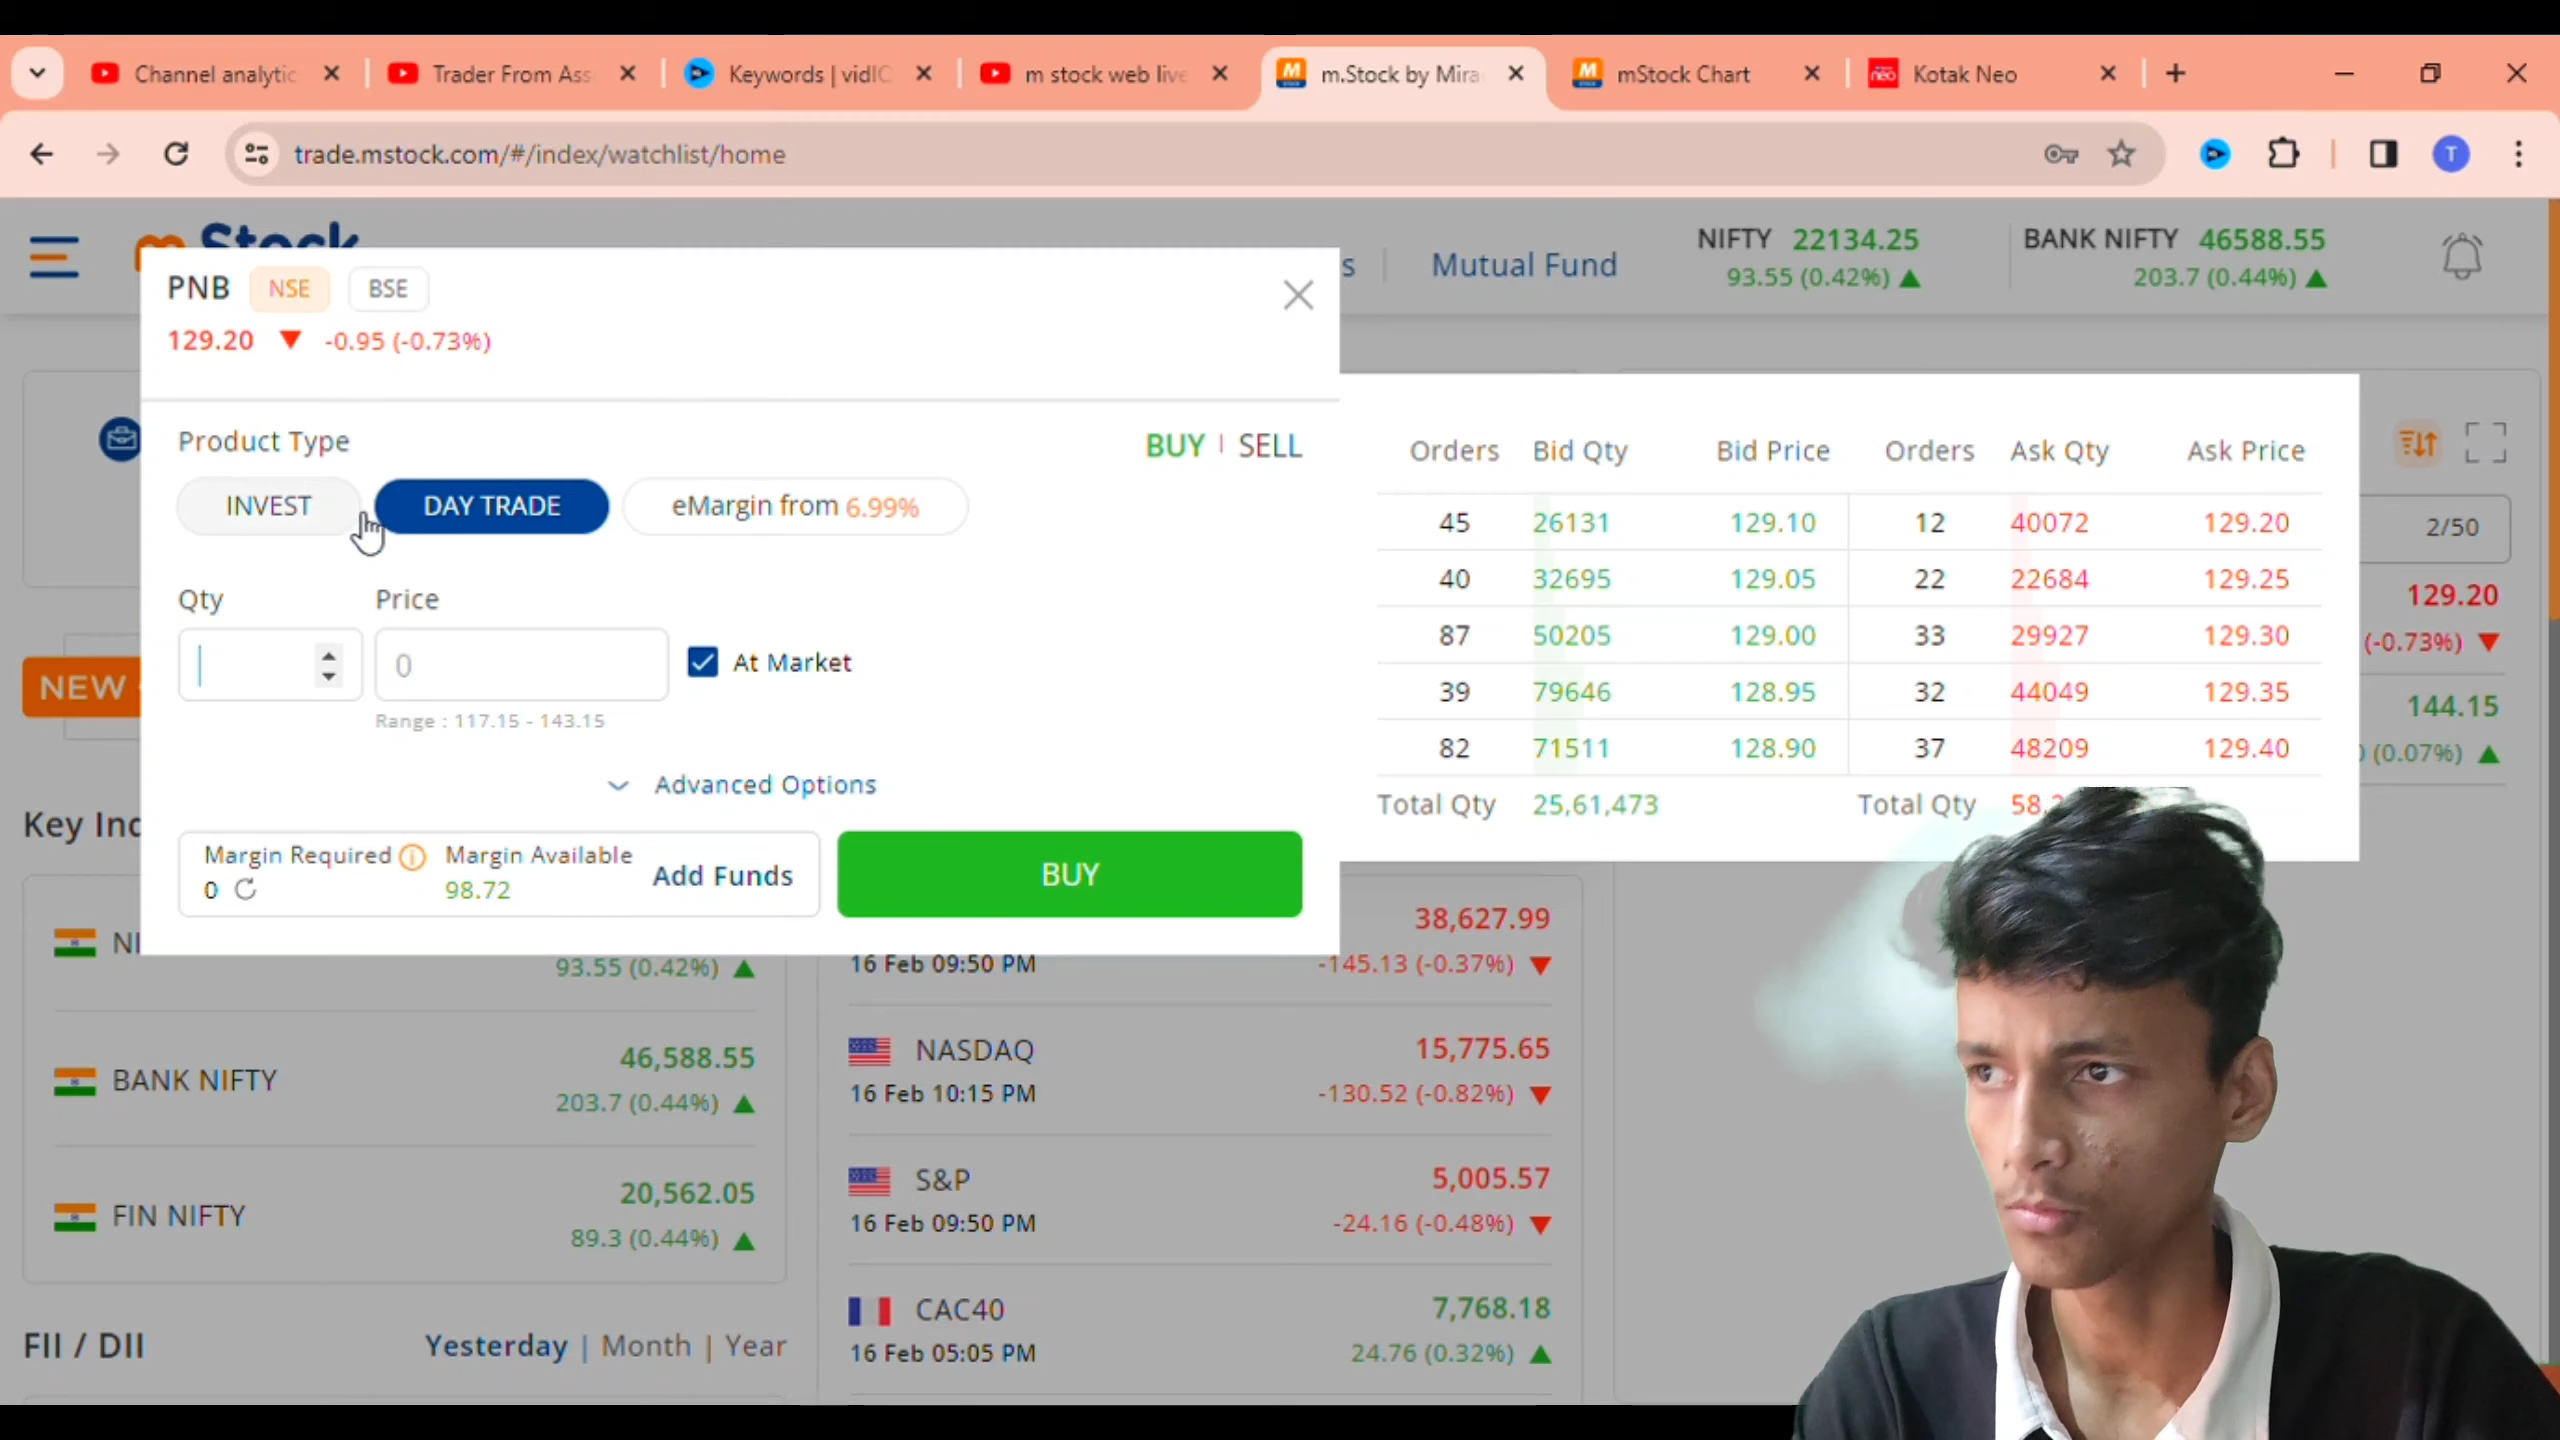 Channel analytic
Trader From Ass
Keywords | vidIC
m stock web live
m.Stock by Mira
mStock Chart
neo Kotak Neo
trade.mstock.com/#/index/watchlist/home
T
Mutual Fund
NIFTY 22134.25
93.55 (0.42%)
BANK NIFTY 46588.55
203.7 (0.44%)
PNB NSE BSE
129.20 -0.95 (-0.73%)
Product Type
BUY | SELL
INVEST DAY TRADE eMargin from 6.99%
Qty Price
0
At Market
Range : 117.15 - 143.15
Advanced Options
Margin Required Margin Available
0 98.72
Add Funds
BUY
Orders Bid Qty Bid Price Orders Ask Qty Ask Price
45 26131 129.10 12 40072 129.20
40 32695 129.05 22 22684 129.25
87 50205 129.00 33 29927 129.30
39 79646 128.95 32 44049 129.35
82 71511 128.90 37 48209 129.40
Total Qty 25,61,473 Total Qty 58,
2/50
129.20
(-0.73%)
144.15
(0.07%)
NEW
Key Ind
NI
93.55 (0.42%)
BANK NIFTY 46,588.55
203.7 (0.44%)
FIN NIFTY 20,562.05
89.3 (0.44%)
FII / DII Yesterday | Month | Year
38,627.99
16 Feb 09:50 PM -145.13 (-0.37%)
NASDAQ 15,775.65
16 Feb 10:15 PM -130.52 (-0.82%)
S&P 5,005.57
16 Feb 09:50 PM -24.16 (-0.48%)
CAC40 7,768.18
16 Feb 05:05 PM 24.76 (0.32%)